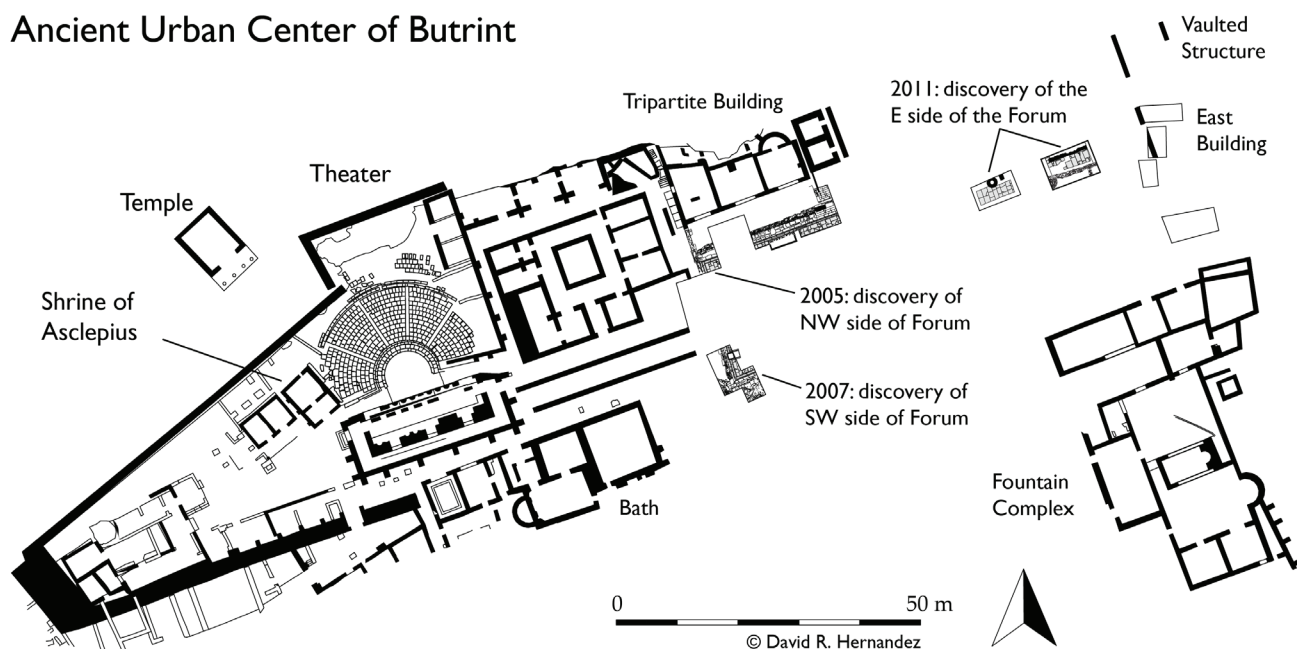 Ancient Urban Center of Butrint
Vaulted
Structure
2011: discovery of the
E side of the Forum
Tripartite Building
East
Building
Theater
Temple
Shrine of
Asclepius
2005: discovery of
NW side of Forum
2007: discovery of
SW side of Forum
Fountain
Complex
Bath
0
50 m
© David R. Hernandez